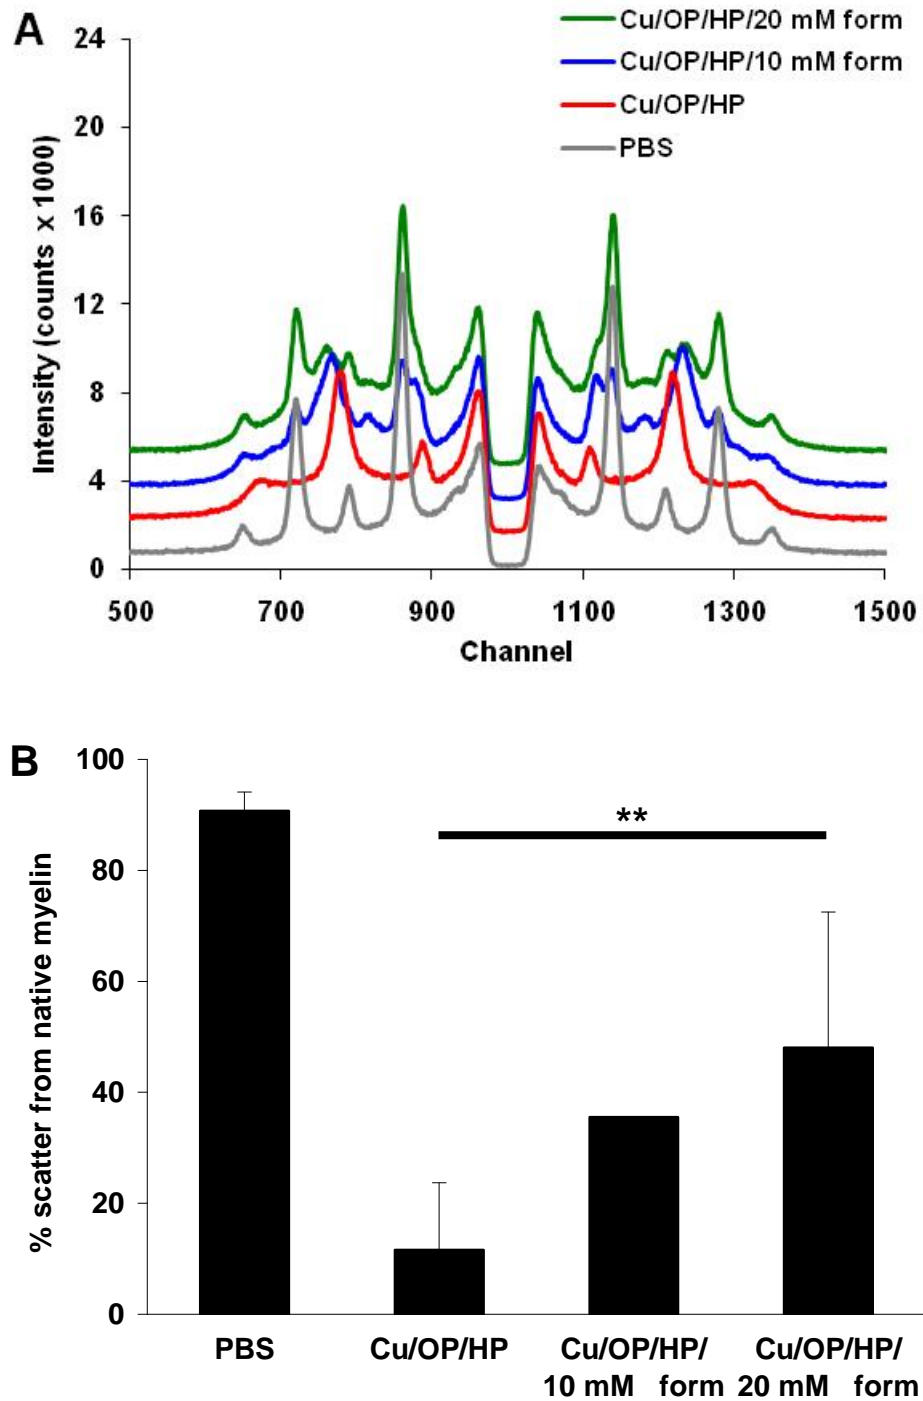 A
Cu/OP/HP/20 mM form
Cu/OP/HP/10 mM form
Cu/OP/HP
PBS
24
20
16
12
8
4
0
Intensity (counts x 1000)
500 700 900 1100 1300 1500
Channel
B
100
80
60
40
20
0
% scatter from native myelin
**
PBS Cu/OP/HP Cu/OP/HP/ Cu/OP/HP/
10 mM form 20 mM form